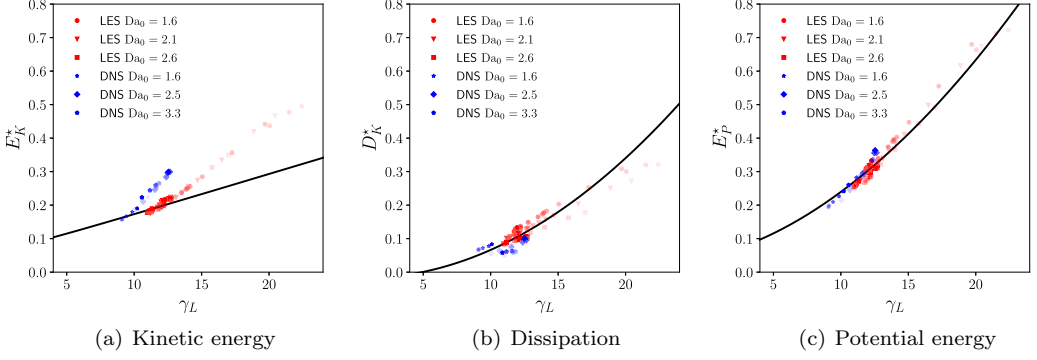 0.8
0.7
0.6
0.5
0.4
0.3
0.2
0.1
0.0
E*K
LES Da0 = 1.6
LES Da0 = 2.1
LES Da0 = 2.6
DNS Da0 = 1.6
DNS Da0 = 2.5
DNS Da0 = 3.3
5 10 15 20
γL
(a) Kinetic energy
0.8
0.7
0.6
0.5
0.4
0.3
0.2
0.1
0.0
D*K
LES Da0 = 1.6
LES Da0 = 2.1
LES Da0 = 2.6
DNS Da0 = 1.6
DNS Da0 = 2.5
DNS Da0 = 3.3
5 10 15 20
γL
(b) Dissipation
0.8
0.7
0.6
0.5
0.4
0.3
0.2
0.1
0.0
E*P
LES Da0 = 1.6
LES Da0 = 2.1
LES Da0 = 2.6
DNS Da0 = 1.6
DNS Da0 = 2.5
DNS Da0 = 3.3
5 10 15 20
γL
(c) Potential energy